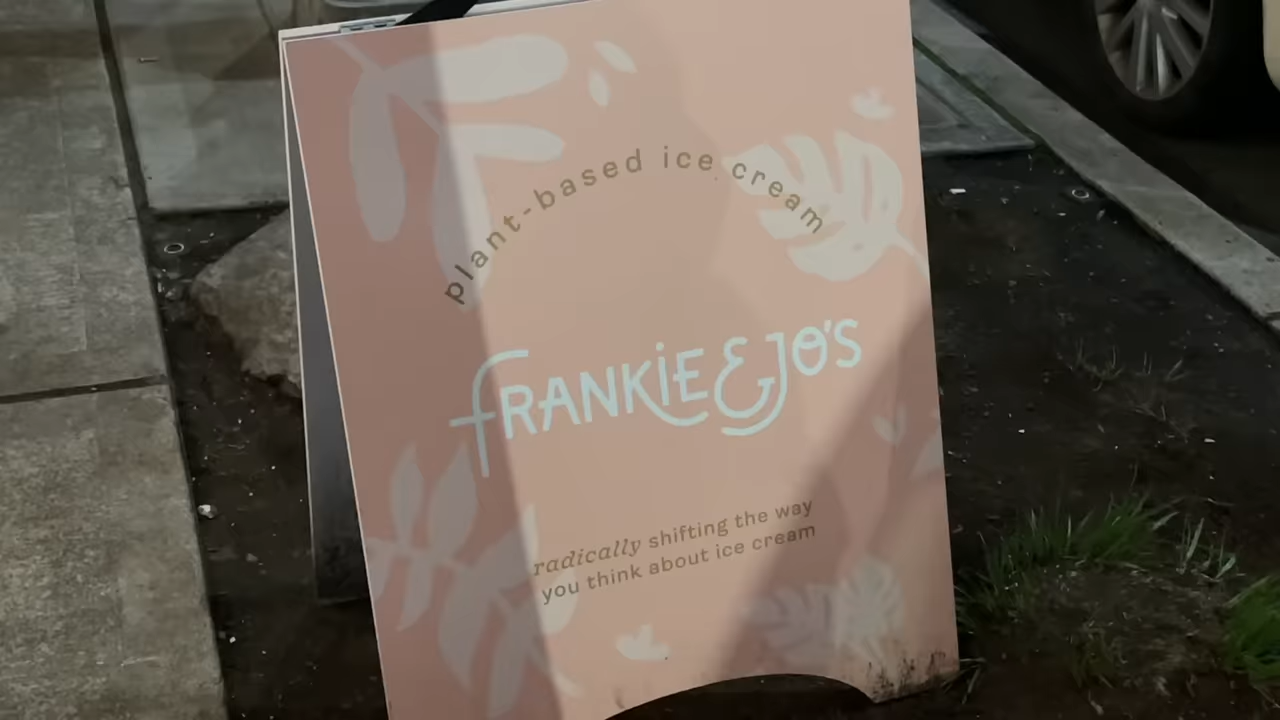 plant-based ice cream
FRANKIE & JO'S
radically shifting the way
you think about ice cream